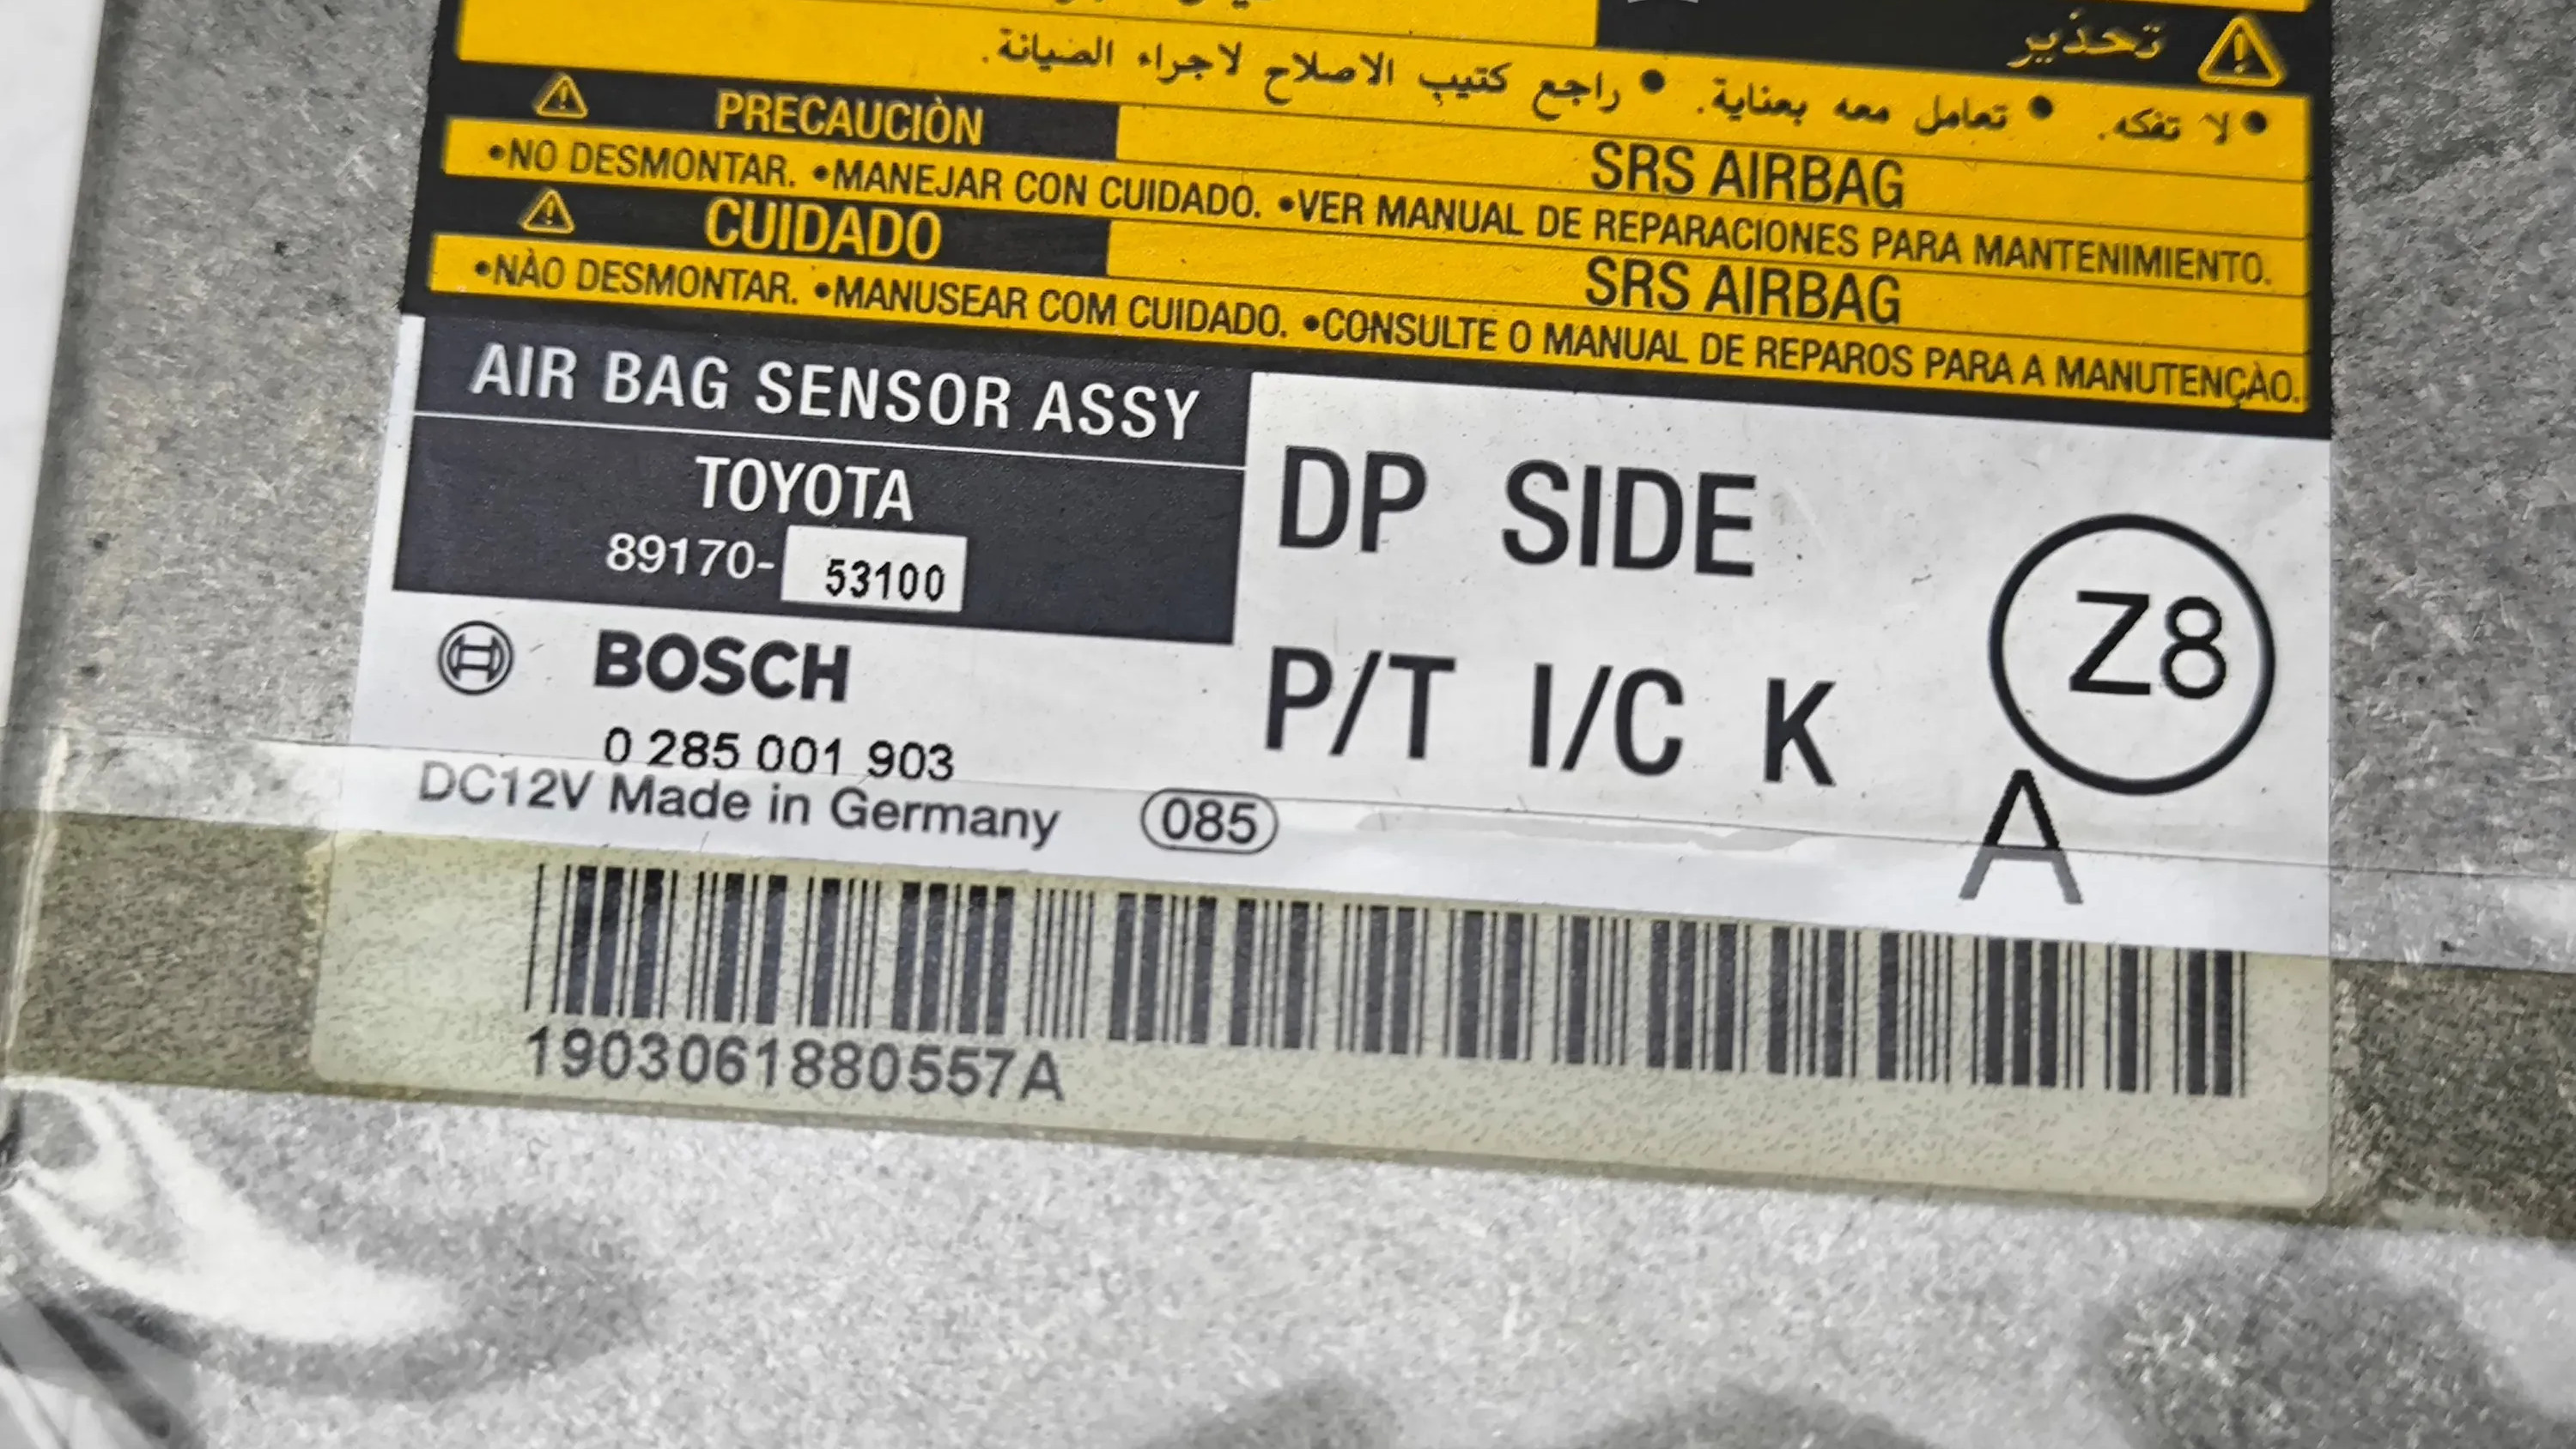 تحذير
• لا تفكه. • تعامل معه بعناية. • راجع كتيب الاصلاح لاجراء الصيانة.
PRECAUCIÒN SRS AIRBAG
•NO DESMONTAR. •MANEJAR CON CUIDADO. •VER MANUAL DE REPARACIONES PARA MANTENIMIENTO.
CUIDADO SRS AIRBAG
•NÀO DESMONTAR. •MANUSEAR COM CUIDADO. •CONSULTE O MANUAL DE REPAROS PARA A MANUTENÇÀO.
AIR BAG SENSOR ASSY
TOYOTA
89170-53100
DP SIDE
P/T I/C K
Z8
A
BOSCH
0 285 001 903
DC12V Made in Germany 085
1903061880557A